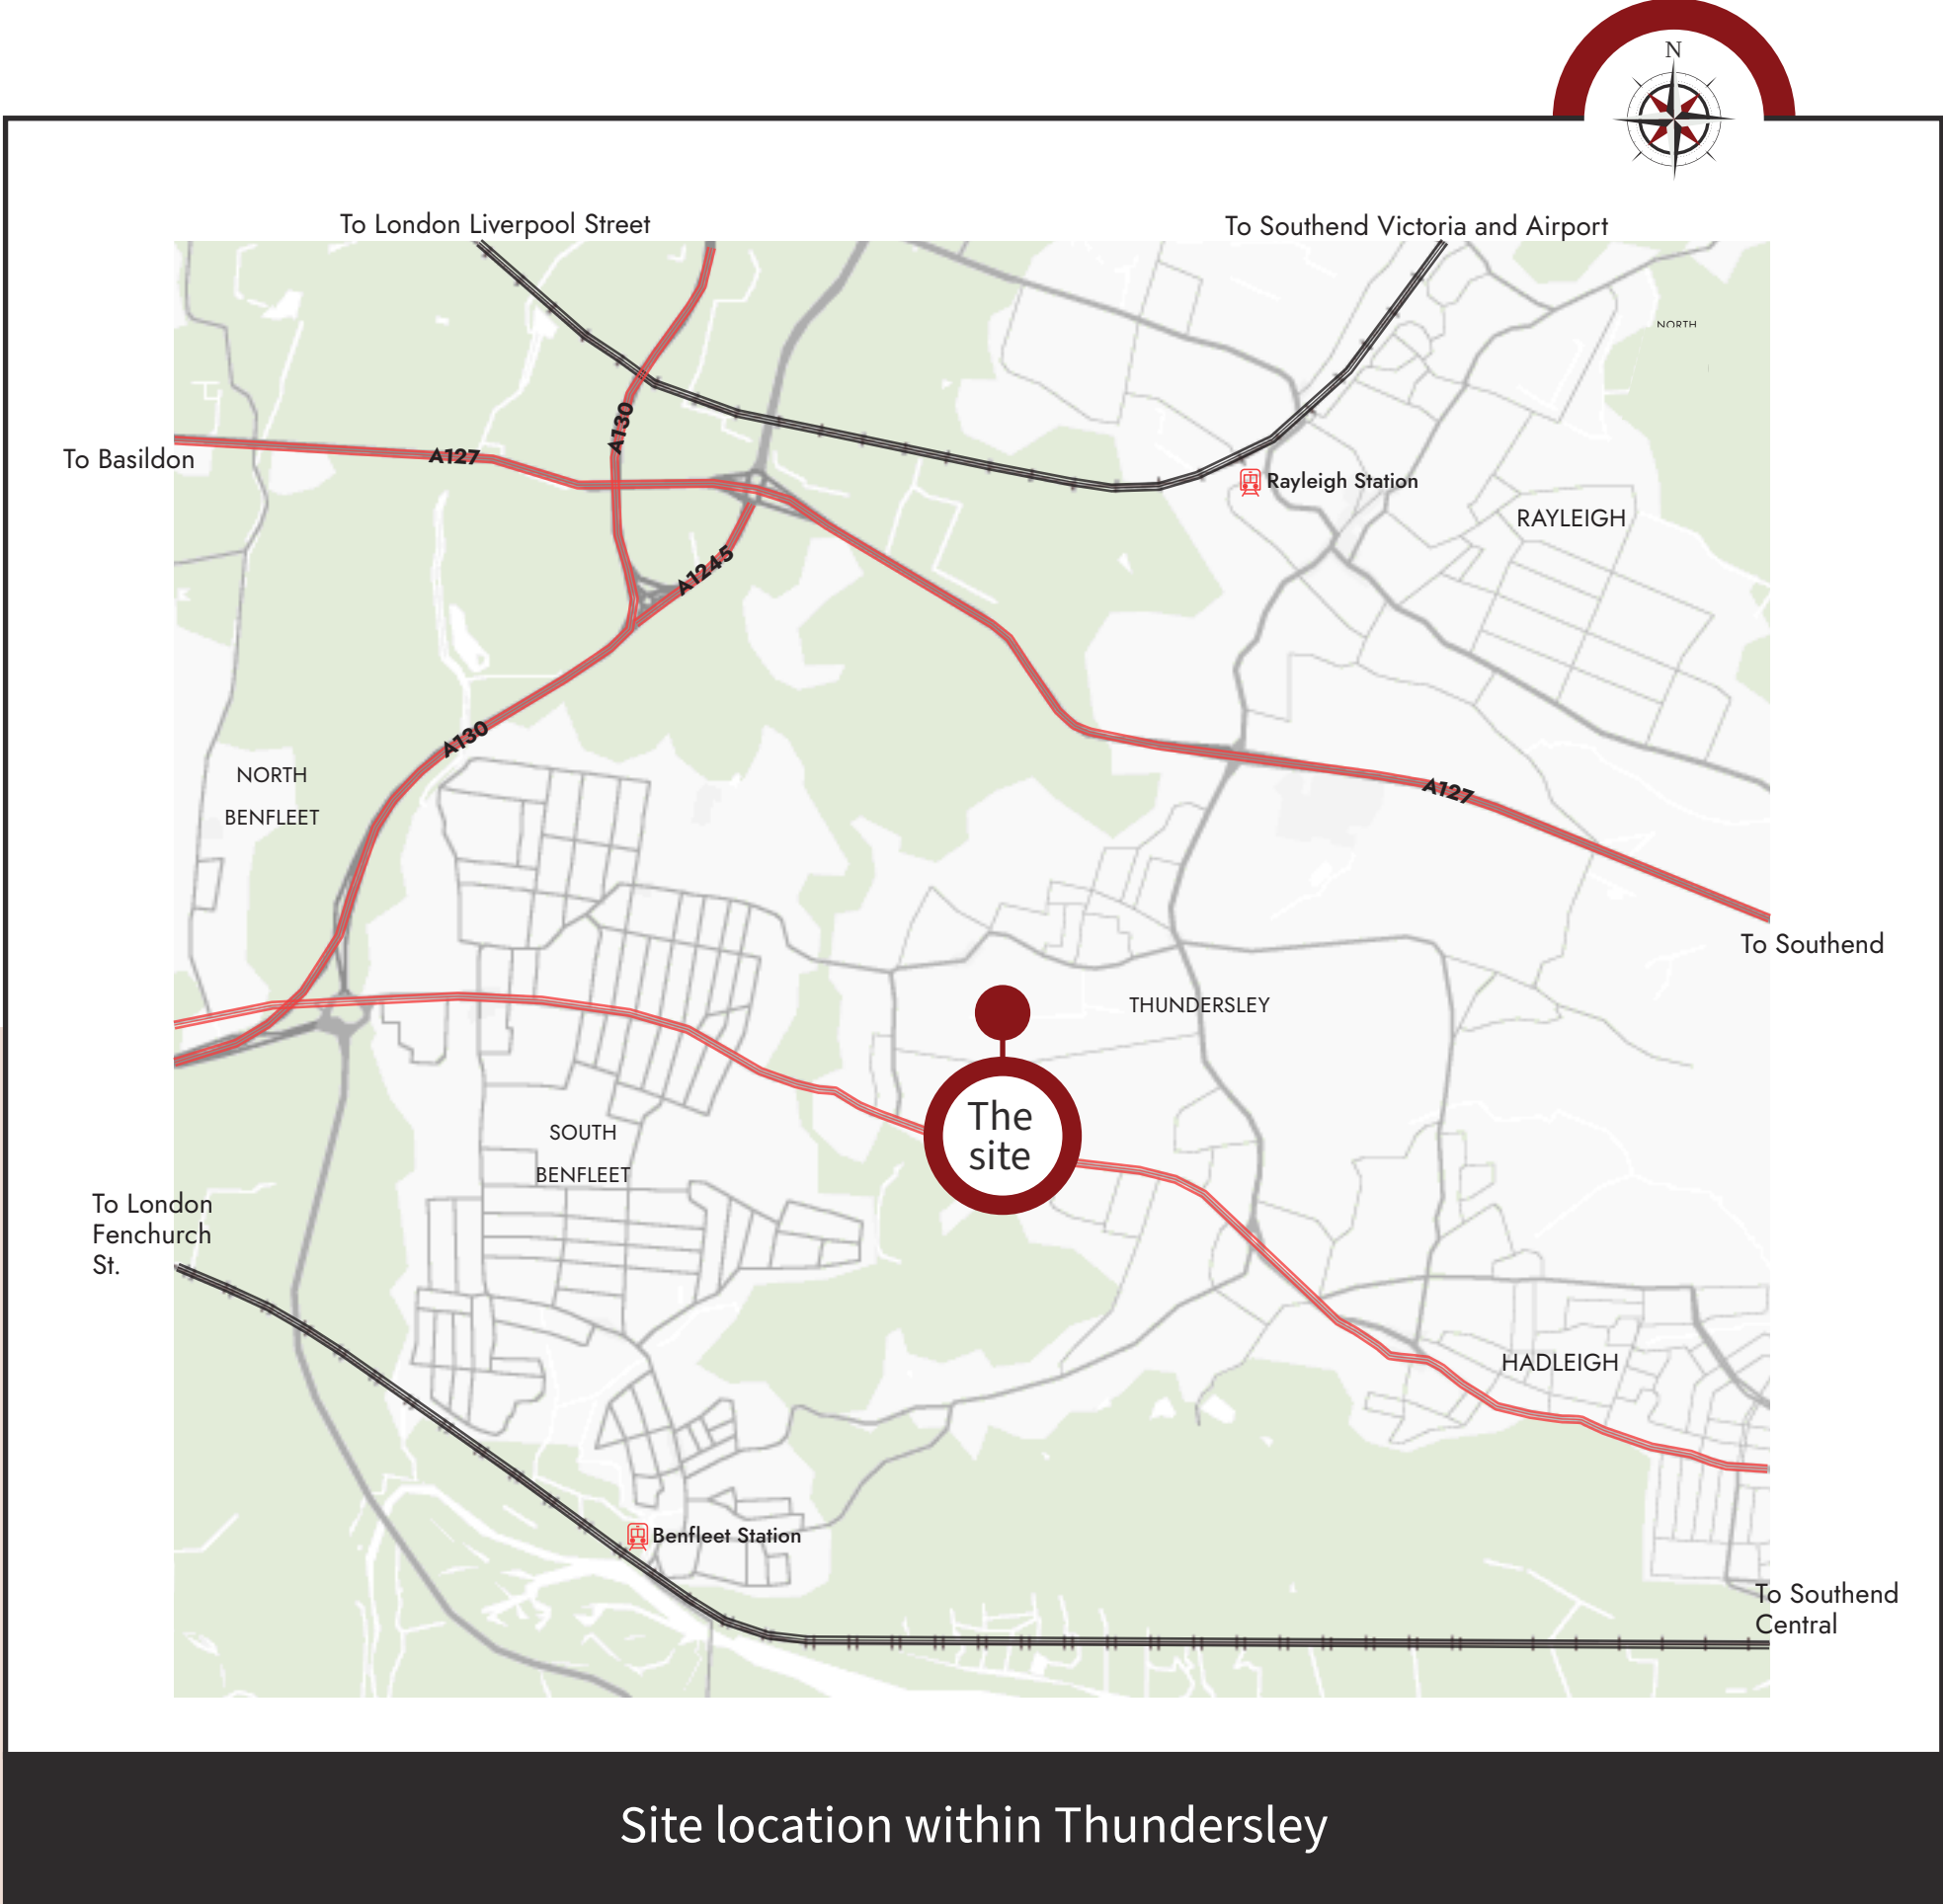 N
To London Liverpool Street
To Southend Victoria and Airport
NORTH
A130
To Basildon
A127
Rayleigh Station
RAYLEIGH
A1245
A130
NORTH
BENFLEET
A127
To Southend
THUNDERSLEY
The
site
SOUTH
BENFLEET
To London
Fenchurch
St.
HADLEIGH
Benfleet Station
To Southend
Central
Site location within Thundersley